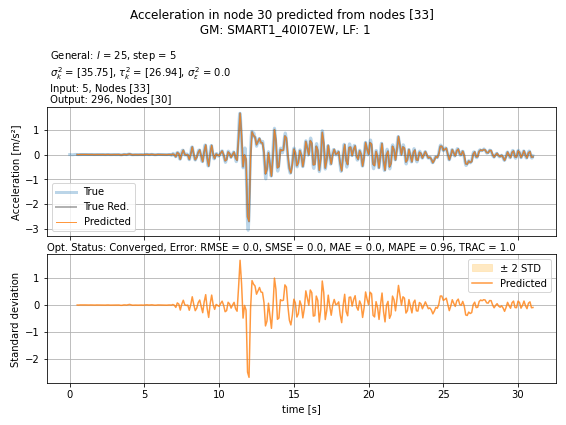 Acceleration in node 30 predicted from nodes [33]
GM: SMART1_40I07EW, LF: 1
General: l = 25, step = 5
σ²ₖ = [35.75], τ²ₖ = [26.94], σ²ε = 0.0
Input: 5, Nodes [33]
Output: 296, Nodes [30]
Acceleration [m/s²]
1
0
−1
−2
−3
True
True Red.
Predicted
Opt. Status: Converged, Error: RMSE = 0.0, SMSE = 0.0, MAE = 0.0, MAPE = 0.96, TRAC = 1.0
Standard deviation
1
0
−1
−2
± 2 STD
Predicted
0 5 10 15 20 25 30
time [s]